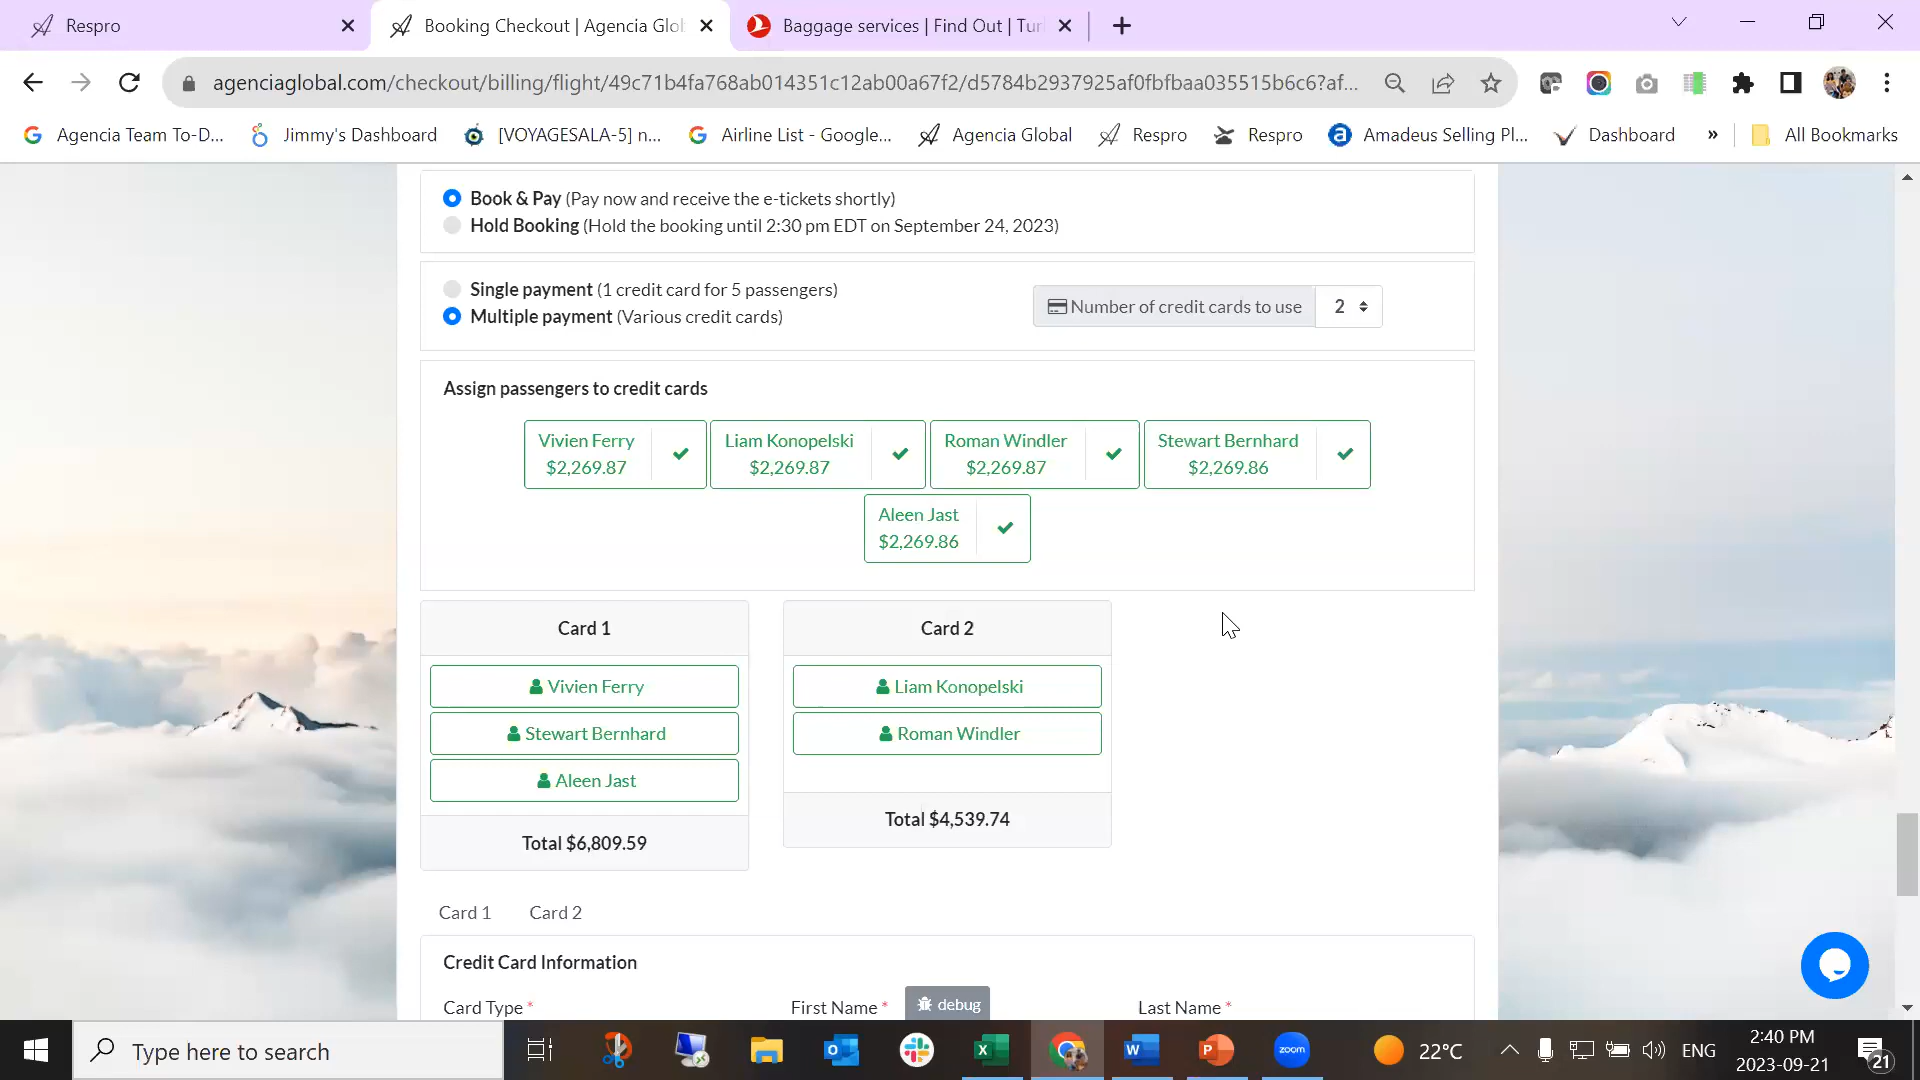 Respro
Booking Checkout | Agencia Glob
Baggage services | Find Out | Turk
agenciaglobal.com/checkout/billing/flight/49c71b4fa768ab014351c12ab00a67f2/d5784b2937925af0fbfbaa035515b6c6?af...
Agencia Team To-D...
Jimmy's Dashboard
[VOYAGESALA-5] n...
Airline List - Google...
Agencia Global
Respro
Respro
Amadeus Selling Pl...
Dashboard
»
All Bookmarks
Book & Pay (Pay now and receive the e-tickets shortly)
Hold Booking (Hold the booking until 2:30 pm EDT on September 24, 2023)
Single payment (1 credit card for 5 passengers)
Multiple payment (Various credit cards)
Number of credit cards to use 2
Assign passengers to credit cards
Vivien Ferry
$2,269.87
Liam Konopelski
$2,269.87
Roman Windler
$2,269.87
Stewart Bernhard
$2,269.86
Aleen Jast
$2,269.86
Card 1
Vivien Ferry
Stewart Bernhard
Aleen Jast
Total $6,809.59
Card 2
Liam Konopelski
Roman Windler
Total $4,539.74
Card 1 Card 2
Credit Card Information
Card Type *
First Name *
debug
Last Name *
Type here to search
zoom
22°C
ENG
2:40 PM
2023-09-21
21